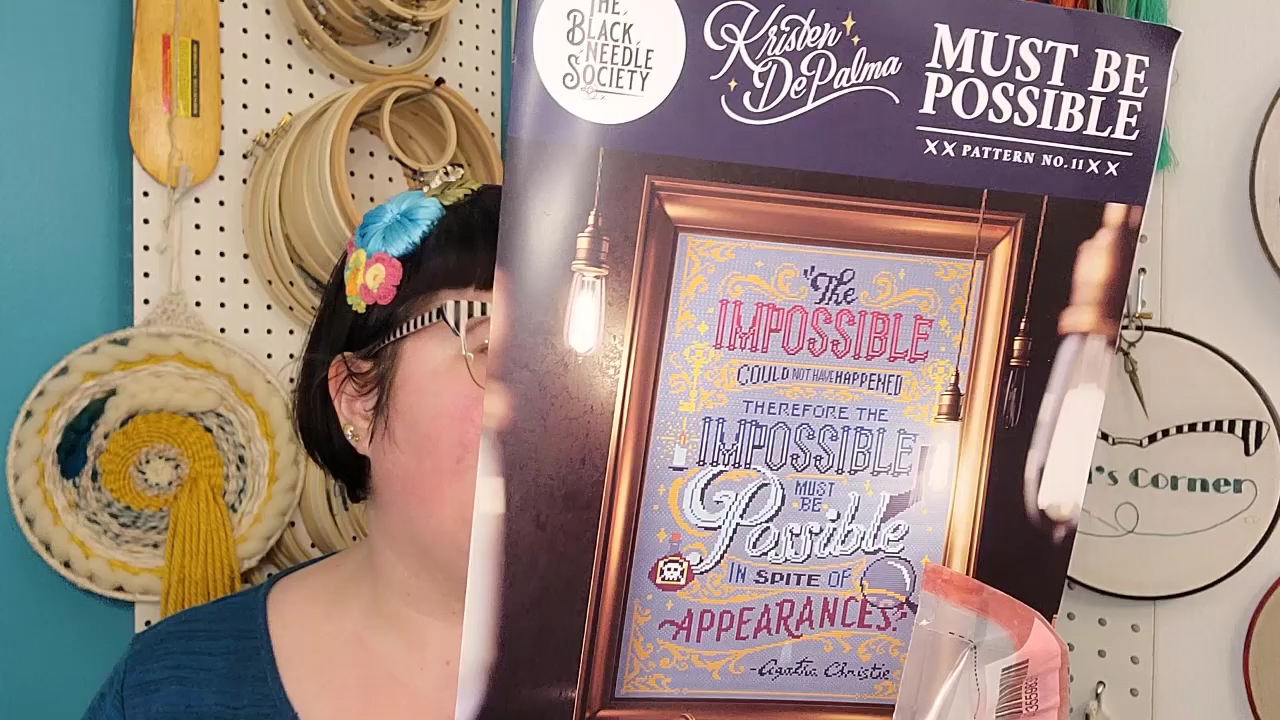 THE
BLACK
NEEDLE
SOCIETY
Kristen
DePalma
MUST BE
POSSIBLE
XX PATTERN NO. 11 XX
"The
IMPOSSIBLE
COULD NOT HAVE HAPPENED
THEREFORE THE
IMPOSSIBLE
MUST
BE
Possible
IN SPITE OF
APPEARANCES."
-Agatha Christie
's Corner